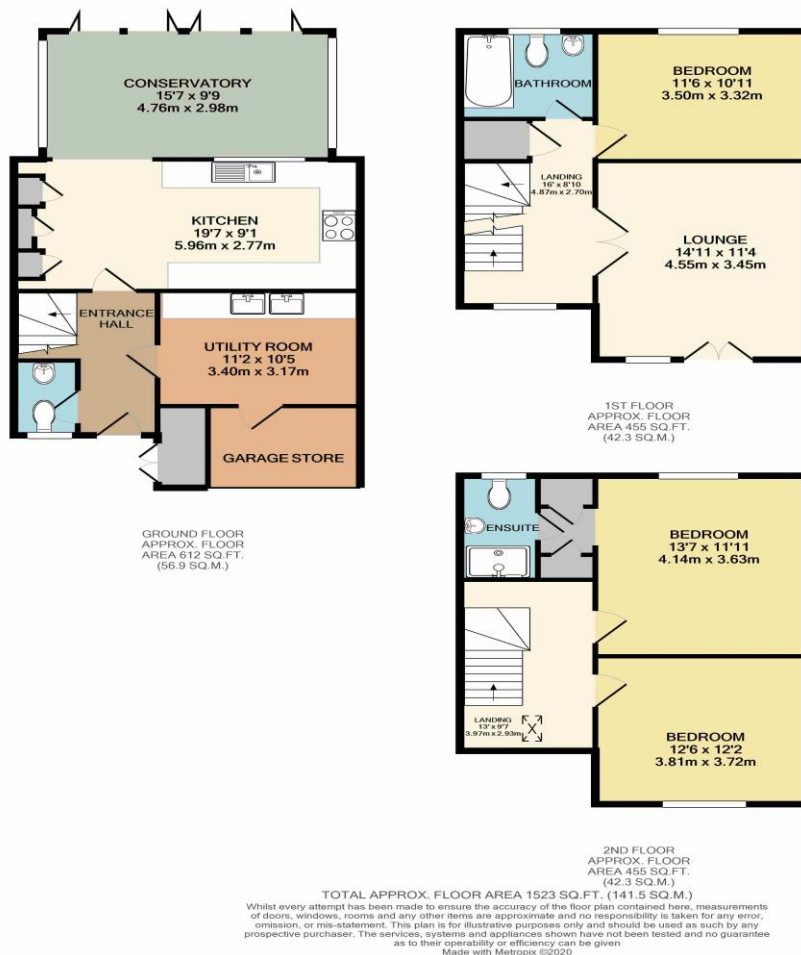 CONSERVATORY
15'7 x 9'9
4.76m x 2.98m
KITCHEN
19'7 x 9'1
5.96m x 2.77m
ENTRANCE
HALL
UTILITY ROOM
11'2 x 10'5
3.40m x 3.17m
GARAGE STORE
GROUND FLOOR
APPROX. FLOOR
AREA 612 SQ.FT.
(56.9 SQ.M.)
BATHROOM
BEDROOM
11'6 x 10'11
3.50m x 3.32m
LANDING
16' x 8'10
4.87m x 2.70m
LOUNGE
14'11 x 11'4
4.55m x 3.45m
1ST FLOOR
APPROX. FLOOR
AREA 455 SQ.FT.
(42.3 SQ.M.)
ENSUITE
BEDROOM
13'7 x 11'11
4.14m x 3.63m
LANDING
13' x 9'7
3.97m x 2.93m
BEDROOM
12'6 x 12'2
3.81m x 3.72m
2ND FLOOR
APPROX. FLOOR
AREA 455 SQ.FT.
(42.3 SQ.M.)
TOTAL APPROX. FLOOR AREA 1523 SQ.FT. (141.5 SQ.M.)
Whilst every attempt has been made to ensure the accuracy of the floor plan contained here, measurements
of doors, windows, rooms and any other items are approximate and no responsibility is taken for any error,
omission, or mis-statement. This plan is for illustrative purposes only and should be used as such by any
prospective purchaser. The services, systems and appliances shown have not been tested and no guarantee
as to their operability or efficiency can be given
Made with Metropix ©2020